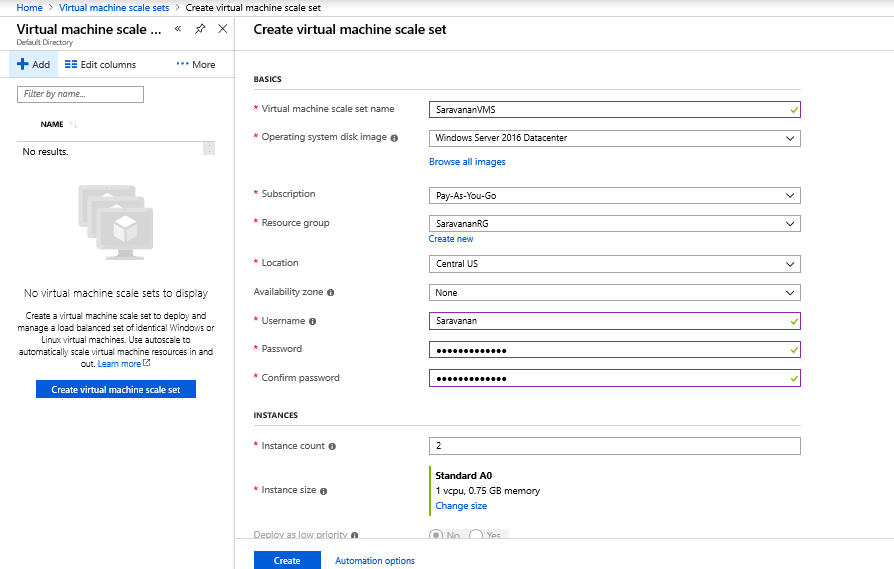 Home > Virtual machine scale sets > Create virtual machine scale set
Virtual machine scale ...
Default Directory
Add Edit columns ••• More
Filter by name...
NAME
No results.
No virtual machine scale sets to display
Create a virtual machine scale set to deploy and
manage a load balanced set of identical Windows or
Linux virtual machines. Use autoscale to
automatically scale virtual machine resources in and
out. Learn more
Create virtual machine scale set
Create virtual machine scale set
BASICS
* Virtual machine scale set name SaravananVMS
* Operating system disk image Windows Server 2016 Datacenter
Browse all images
* Subscription Pay-As-You-Go
* Resource group SaravananRG
Create new
* Location Central US
Availability zone None
* Username Saravanan
* Password •••••••••••••
* Confirm password •••••••••••••
INSTANCES
* Instance count 2
* Instance size Standard A0
1 vcpu, 0.75 GB memory
Change size
Deploy as low priority No Yes
Create Automation options